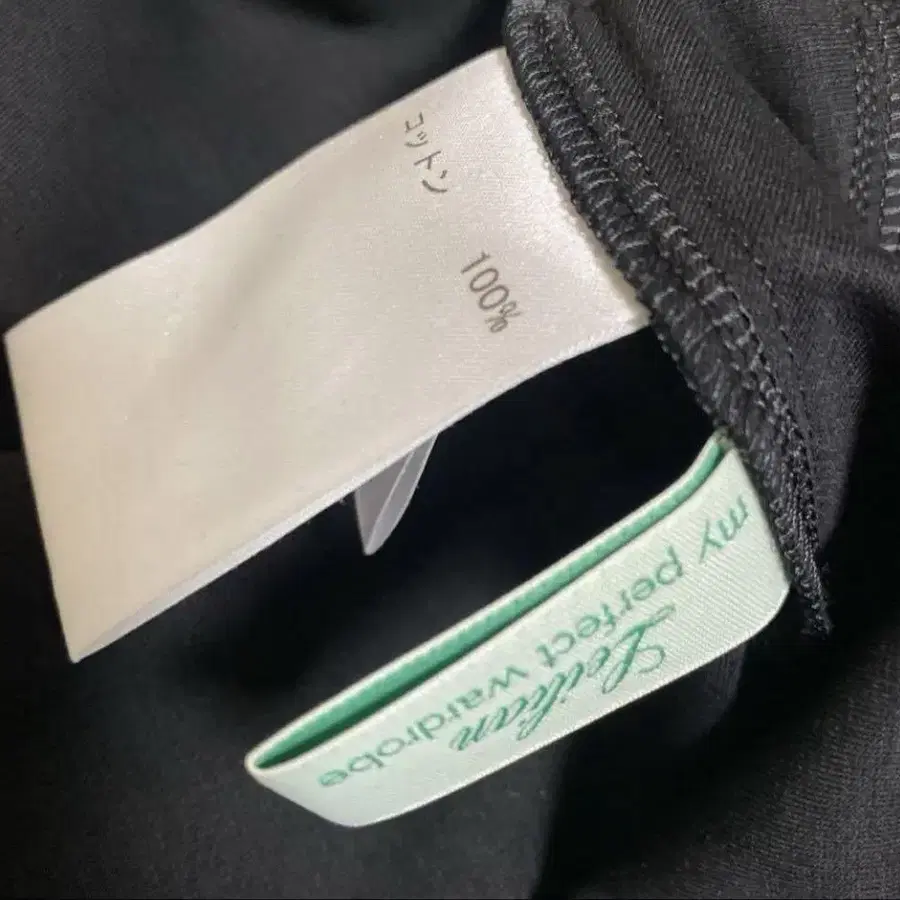 コットン 100%
Leilian
my perfect wardrobe